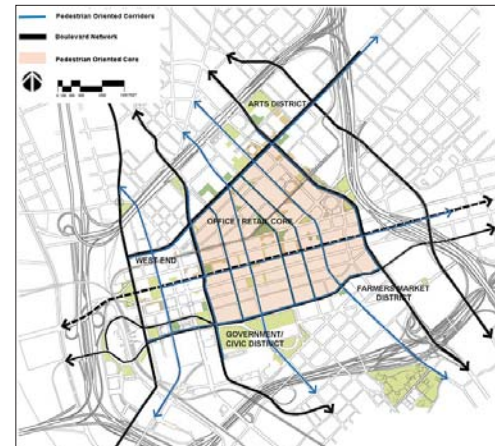 Pedestrian Oriented Corridors
Boulevard Network
Pedestrian Oriented Core
ARTS DISTRICT
OFFICE / RETAIL CORE
WEST END
FARMERS MARKET
DISTRICT
GOVERNMENT/
CIVIC DISTRICT